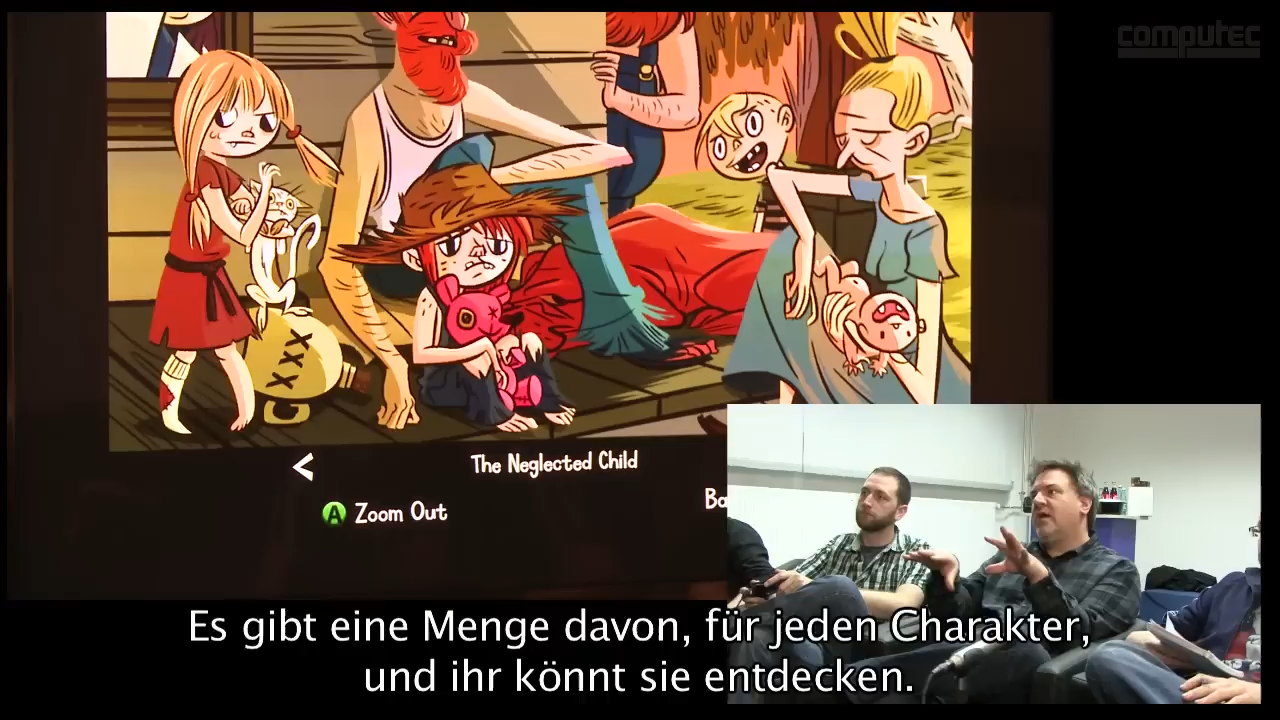 computec
XXX
<
The Neglected Child
A Zoom Out
Ba
Es gibt eine Menge davon, für jeden Charakter,
und ihr könnt sie entdecken.